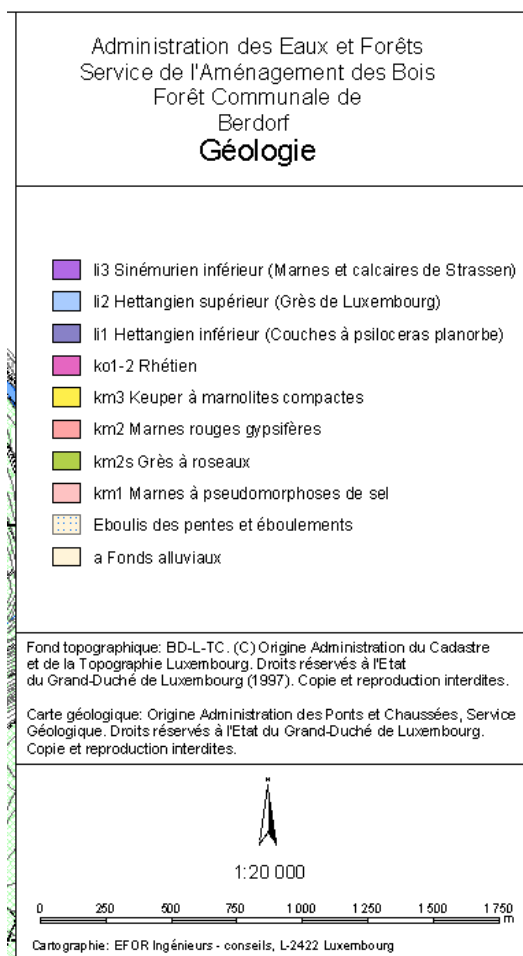 Administration des Eaux et Forêts
Service de l'Aménagement des Bois
Forêt Communale de
Berdorf
Géologie
li3 Sinémurien inférieur (Marnes et calcaires de Strassen)
li2 Hettangien supérieur (Grès de Luxembourg)
li1 Hettangien inférieur (Couches à psiloceras planorbe)
ko1-2 Rhétien
km3 Keuper à marnolites compactes
km2 Marnes rouges gypsifères
km2s Grès à roseaux
km1 Marnes à pseudomorphoses de sel
Eboulis des pentes et éboulements
a Fonds alluviaux
Fond topographique: BD-L-TC. (C) Origine Administration du Cadastre
et de la Topographie Luxembourg. Droits réservés à l'Etat
du Grand-Duché de Luxembourg (1997). Copie et reproduction interdites.
Carte géologique: Origine Administration des Ponts et Chaussées, Service
Géologique. Droits réservés à l'Etat du Grand-Duché de Luxembourg.
Copie et reproduction interdites.
N
1:20 000
0 250 500 750 1 000 1 250 1 500 1 750
m
Cartographie: EFOR Ingénieurs - conseils, L-2422 Luxembourg